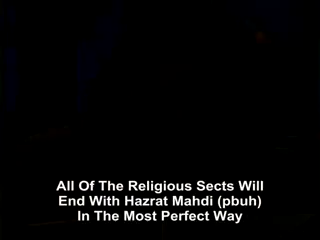 All Of The Religious Sects Will
End With Hazrat Mahdi (pbuh)
In The Most Perfect Way